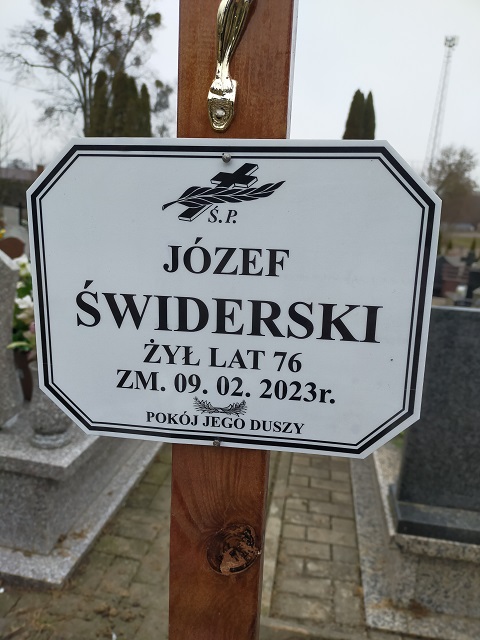 Ś.P.
JÓZEF
ŚWIDERSKI
ŻYŁ LAT 76
ZM. 09. 02. 2023r.
POKÓJ JEGO DUSZY